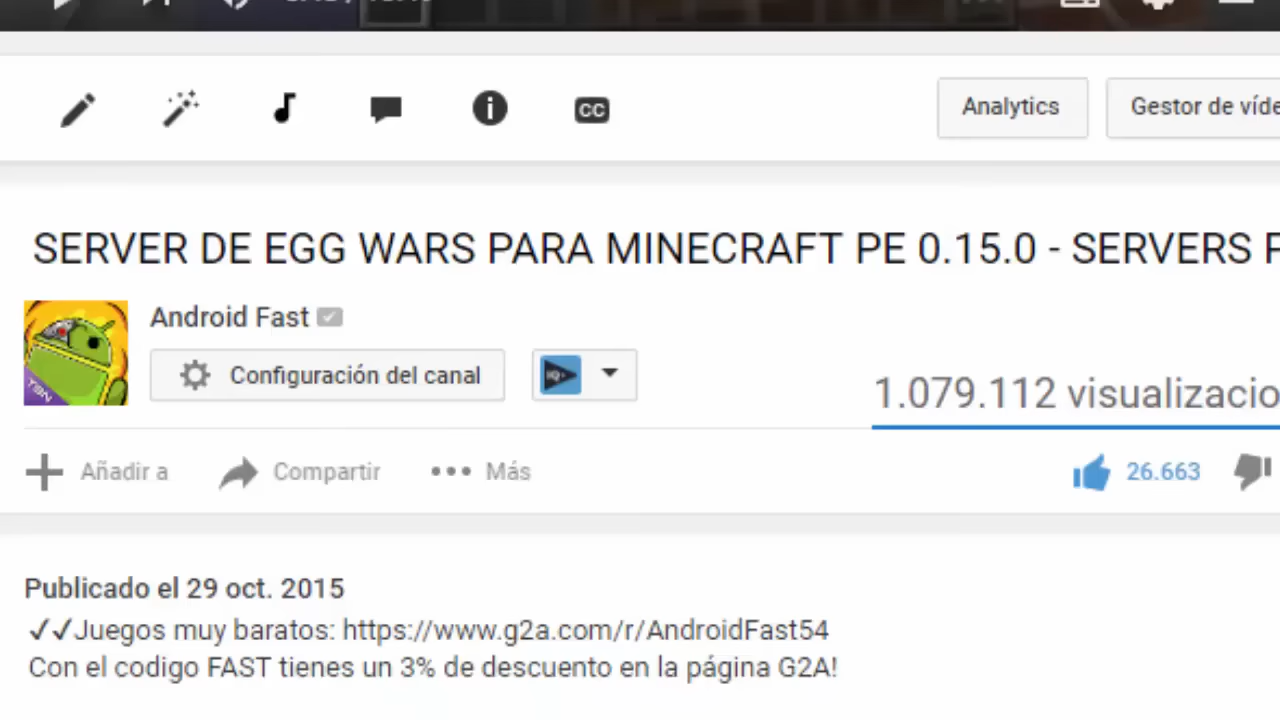 CC
Analytics
Gestor de víde
SERVER DE EGG WARS PARA MINECRAFT PE 0.15.0 - SERVERS P
Android Fast
TGN
Configuración del canal
1.079.112 visualizacio
Añadir a
Compartir
Más
26.663
Publicado el 29 oct. 2015
✓✓Juegos muy baratos: https://www.g2a.com/r/AndroidFast54
Con el codigo FAST tienes un 3% de descuento en la página G2A!